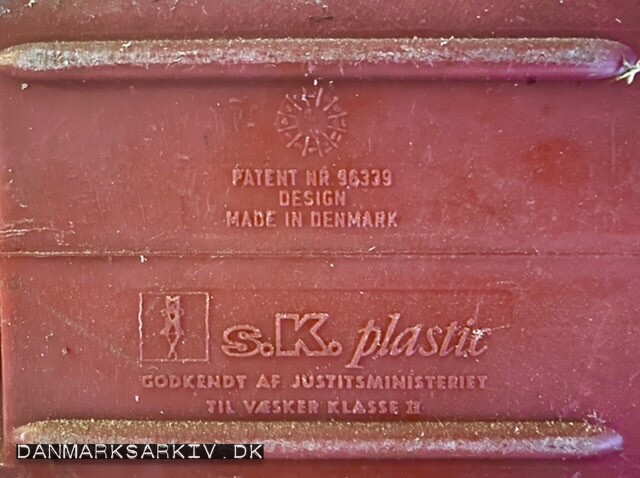 PATENT NR 96339
DESIGN
MADE IN DENMARK
s.K. plastic
GODKENDT AF JUSTITSMINISTERIET
TIL VÆSKER KLASSE II
DANMARKSARKIV.DK